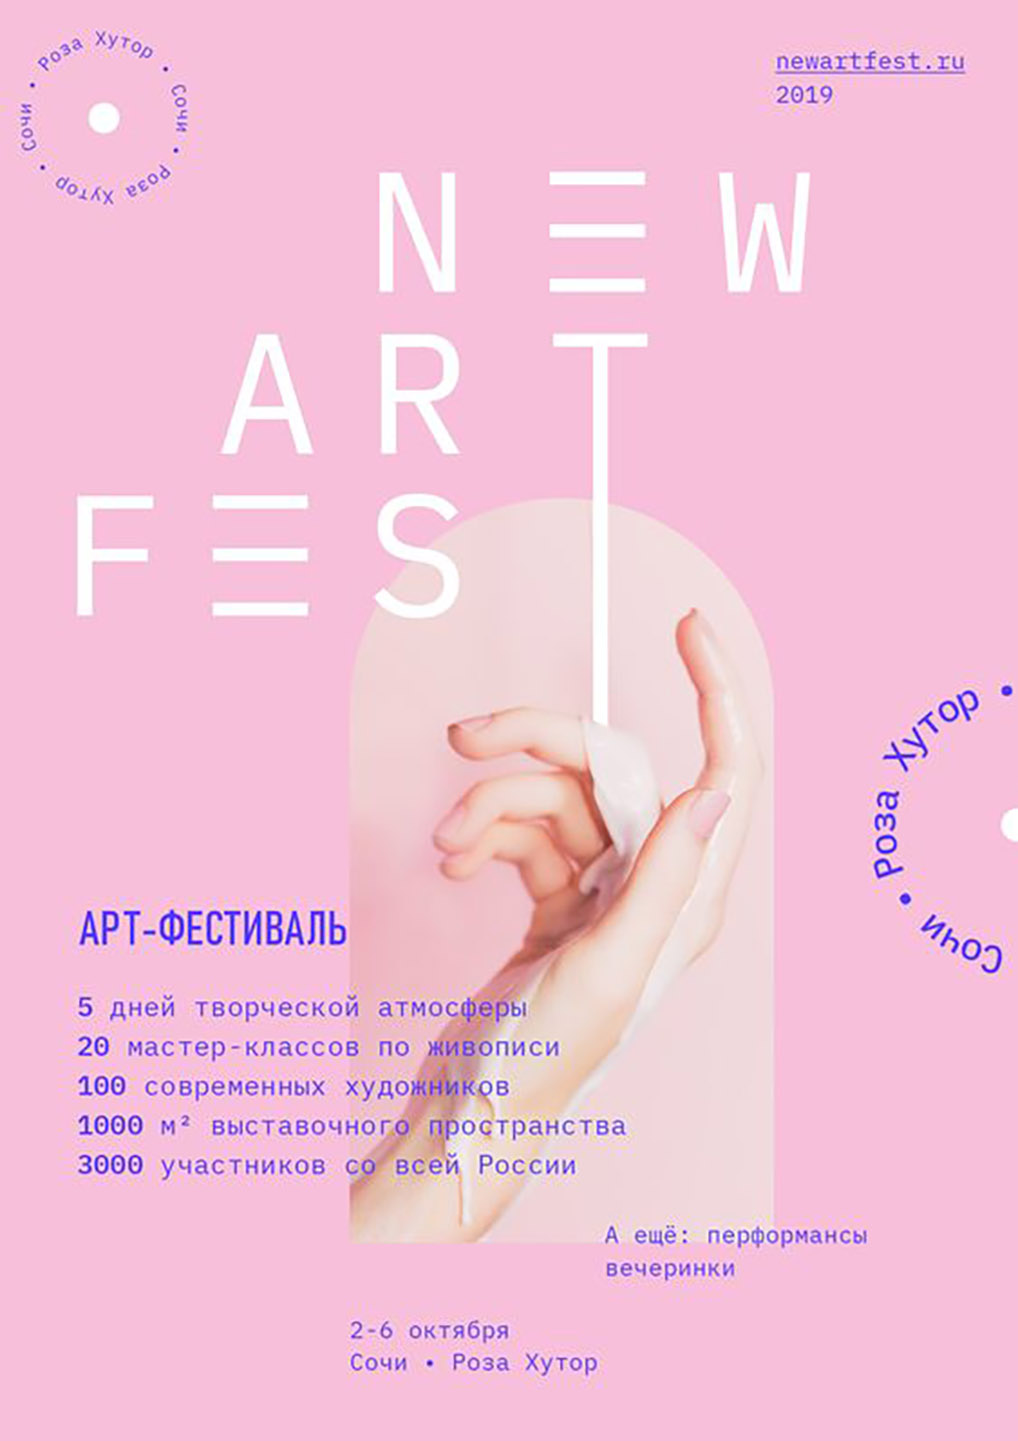 Роза Хутор • Сочи • Роза Хутор • Сочи •
newartfest.ru
2019
NEW
ART
FEST
Сочи • Роза Хутор •
АРТ-ФЕСТИВАЛЬ
5 дней творческой атмосферы
20 мастер-классов по живописи
100 современных художников
1000 м² выставочного пространства
3000 участников со всей России
А ещё: перформансы
вечеринки
2-6 октября
Сочи • Роза Хутор